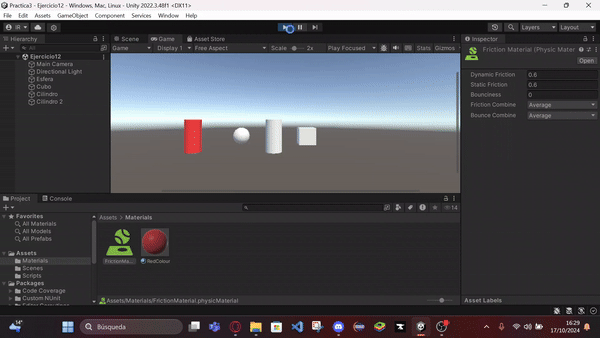 Practica3 - Ejercicio12 - Windows, Mac, Linux - Unity 2022.3.48f1 <DX11>
File Edit Assets GameObject Component Services Window Help
IR
Layers
Layout
Hierarchy
All
Ejercicio12
Main Camera
Directional Light
Esfera
Cubo
Cilindro
Cilindro 2
Scene
Game
Asset Store
Game
Display 1
Free Aspect
Scale
2x
Play Focused
Stats
Gizmos
Inspector
Friction Material (Physic Mater
Open
Dynamic Friction 0.6
Static Friction 0.6
Bounciness 0
Friction Combine Average
Bounce Combine Average
Project
Console
14
Favorites
All Materials
All Models
All Prefabs
Assets
Materials
Scenes
Scripts
Packages
Code Coverage
Custom NUnit
Assets > Materials
FrictionMa...
RedColour
Assets/Materials/FrictionMaterial.physicMaterial
Asset Labels
14°
Búsqueda
16:29
17/10/2024